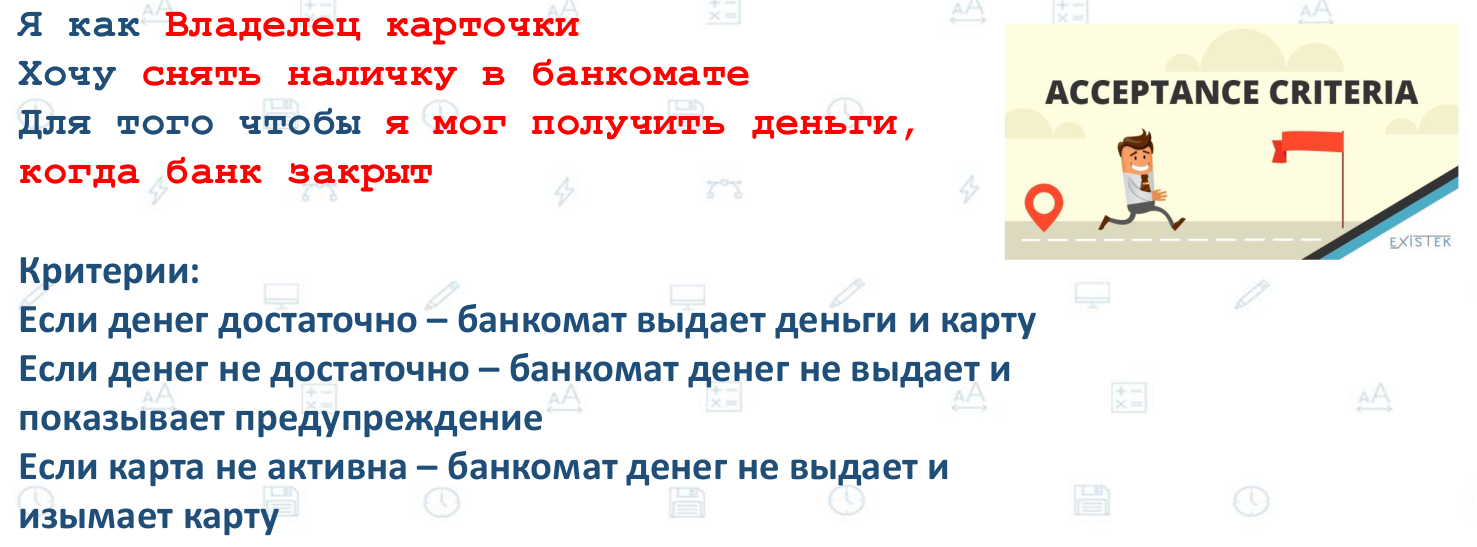 Я как Владелец карточки
Хочу снять наличку в банкомате
Для того чтобы я мог получить деньги,
когда банк закрыт
ACCEPTANCE CRITERIA
EXISTEK
Критерии:
Если денег достаточно – банкомат выдает деньги и карту
Если денег не достаточно – банкомат денег не выдает и
показывает предупреждение
Если карта не активна – банкомат денег не выдает и
изымает карту